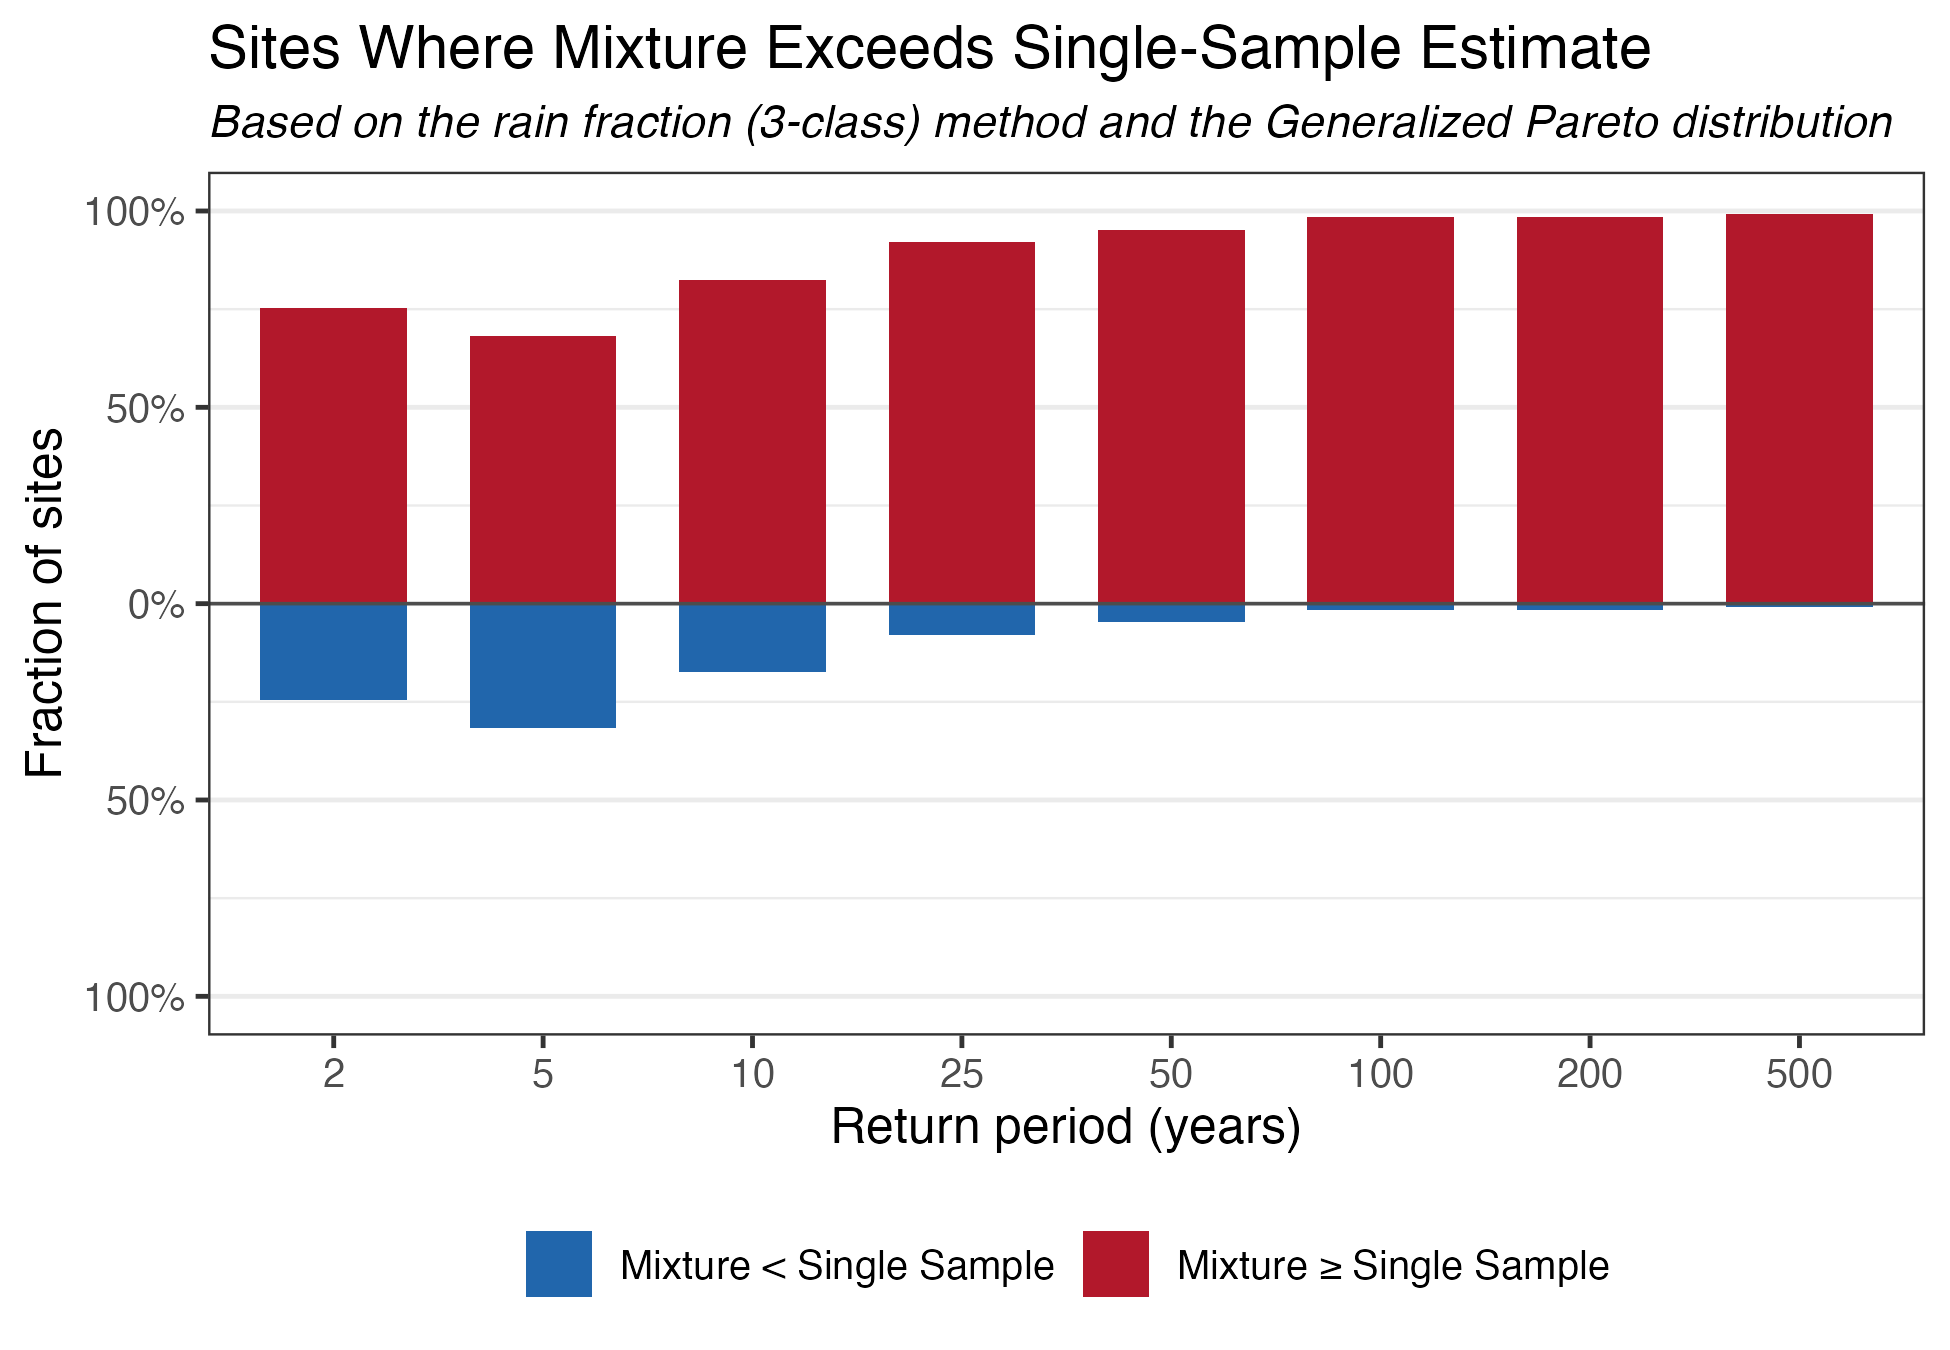 Sites Where Mixture Exceeds Single-Sample Estimate
Based on the rain fraction (3-class) method and the Generalized Pareto distribution
Fraction of sites
100%
50%
0%
50%
100%
2 5 10 25 50 100 200 500
Return period (years)
Mixture < Single Sample Mixture ≥ Single Sample